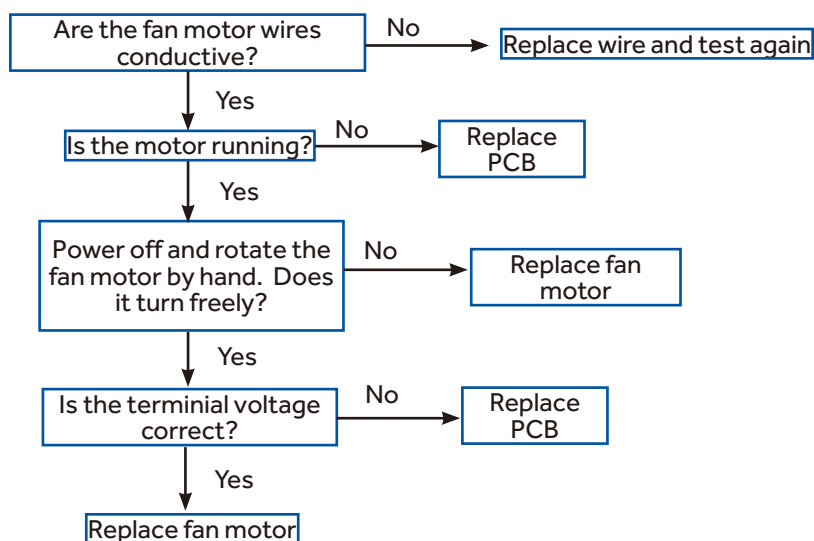 Are the fan motor wires
conductive?
No
Replace wire and test again
Yes
Is the motor running?
No
Replace
PCB
Yes
Power off and rotate the
fan motor by hand. Does
it turn freely?
No
Replace fan
motor
Yes
Is the terminial voltage
correct?
No
Replace
PCB
Yes
Replace fan motor